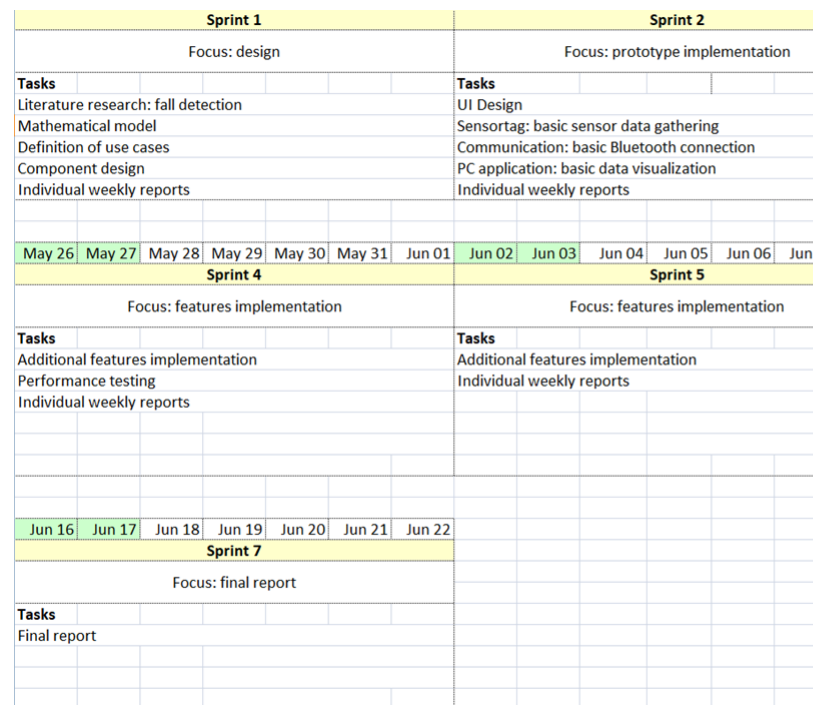 Sprint 1 Sprint 2
Focus: design Focus: prototype implementation
Tasks Tasks
Literature research: fall detection UI Design
Mathematical model Sensortag: basic sensor data gathering
Definition of use cases Communication: basic Bluetooth connection
Component design PC application: basic data visualization
Individual weekly reports Individual weekly reports
May 26 May 27 May 28 May 29 May 30 May 31 Jun 01 Jun 02 Jun 03 Jun 04 Jun 05 Jun 06 Jun
Sprint 4 Sprint 5
Focus: features implementation Focus: features implementation
Tasks Tasks
Additional features implementation Additional features implementation
Performance testing Individual weekly reports
Individual weekly reports
Jun 16 Jun 17 Jun 18 Jun 19 Jun 20 Jun 21 Jun 22
Sprint 7
Focus: final report
Tasks
Final report